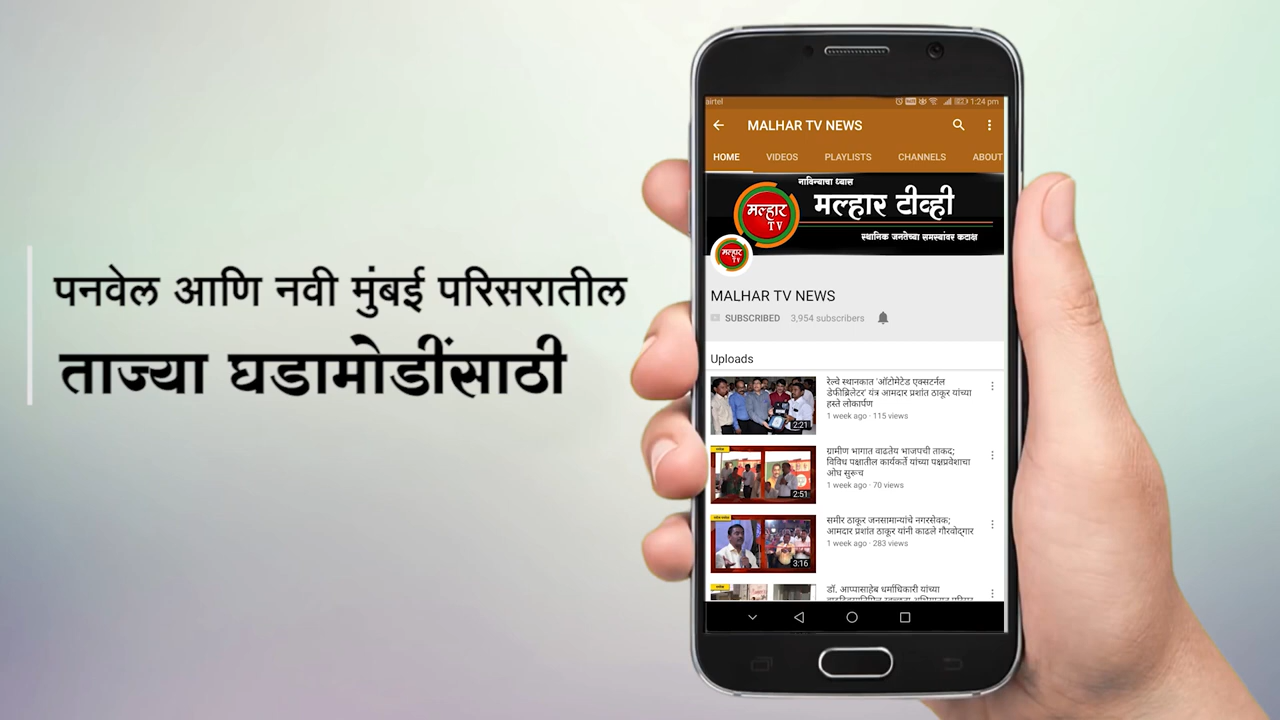 पनवेल आणि नवी मुंबई परिसरातील
ताज्या घडामोडींसाठी
airtel
1:24 pm
MALHAR TV NEWS
HOME VIDEOS PLAYLISTS CHANNELS ABOUT
नाविन्याचा ध्यास
मल्हार टीव्ही
मल्हार
TV
स्थानिक जनतेच्या समस्यांवर कटाक्ष
मल्हार
TV
MALHAR TV NEWS
SUBSCRIBED 3,954 subscribers
Uploads
रेल्वे स्थानकात 'ऑटोमेटेड एक्सटर्नल
डेफीब्रिलेटर' यंत्र आमदार प्रशांत ठाकूर यांच्या
हस्ते लोकार्पण
1 week ago · 115 views
2:21
ग्रामीण भागात वाढतेय भाजपची ताकद;
विविध पक्षातील कार्यकर्ते यांच्या पक्षप्रवेशाचा
ओघ सुरूच
1 week ago · 70 views
2:51
समीर ठाकूर जनसामान्यांचे नगरसेवक;
आमदार प्रशांत ठाकूर यांनी काढले गौरवोद्गार
1 week ago · 283 views
3:16
डॉ. आप्पासाहेब धर्माधिकारी यांच्या